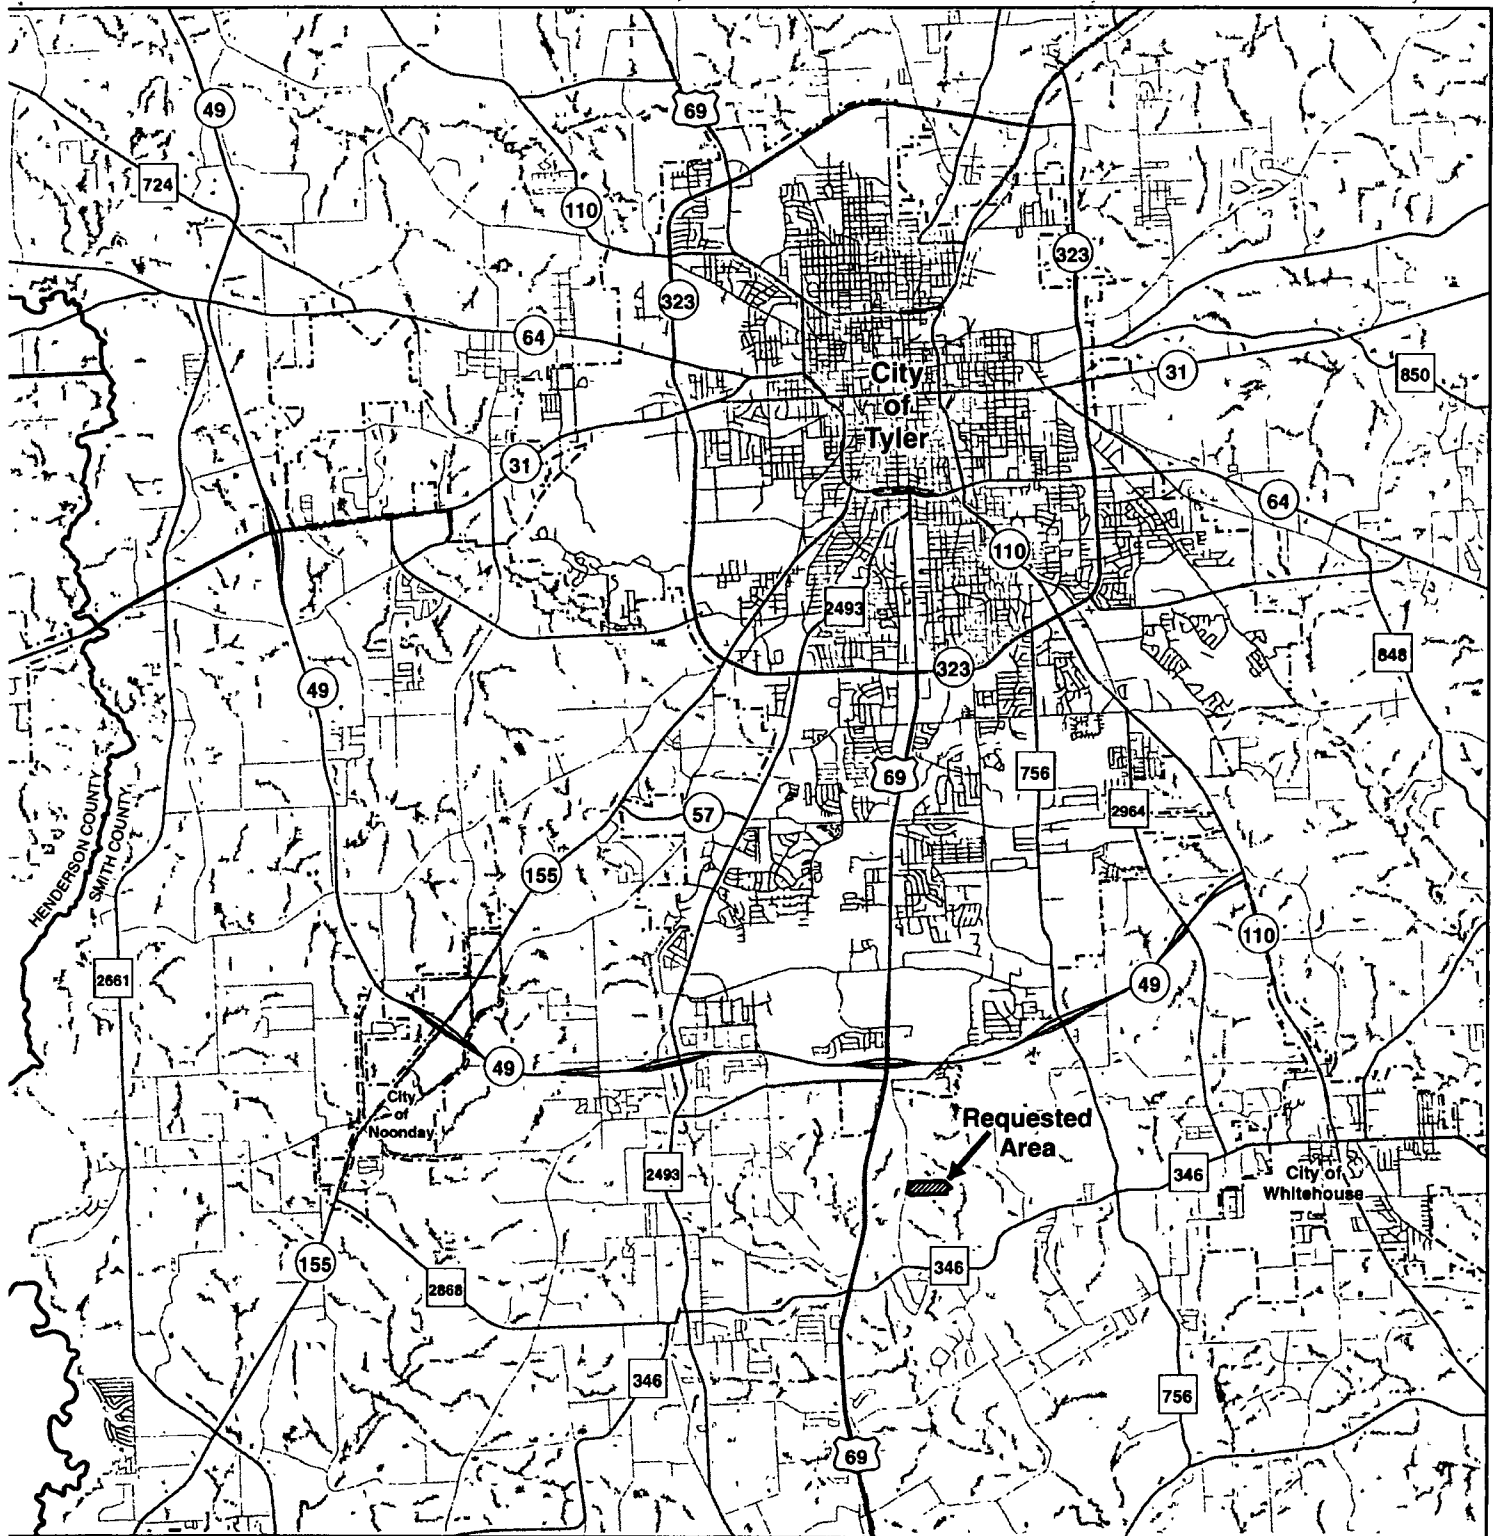 49
69
724
110
323
323
64
31
850
City
of
Tyler
31
64
110
2493
848
323
49
69
756
57
2964
HENDERSON COUNTY
SMITH COUNTY
155
110
2661
49
49
City
of
Noonday
Requested
Area
2493
346
City of
Whitehouse
155
346
2868
346
756
69